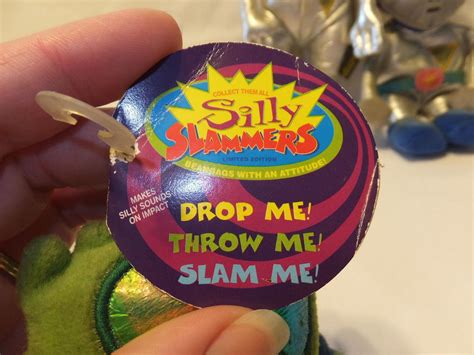 COLLECT THEM ALL
Silly
SLAMMERS
LIMITED EDITION
BEANBAGS WITH AN ATTITUDE!
MAKES
SILLY SOUNDS
ON IMPACT
DROP ME!
THROW ME!
SLAM ME!